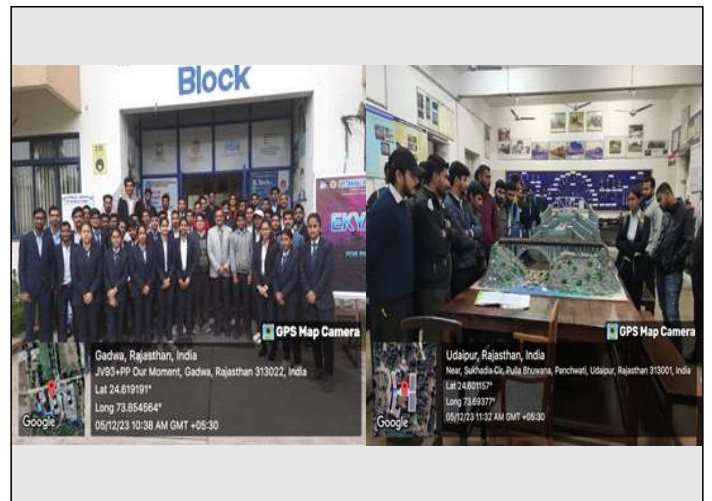 Block
EKYA
GPS Map Camera
Gadwa, Rajasthan, India
JV93+PP Our Moment, Gadwa, Rajasthan 313022, India
Lat 24.619191°
Long 73.854564°
05/12/23 10:38 AM GMT +05:30
Google
GPS Map Camera
Udaipur, Rajasthan, India
Near, Sukhadia Cir, Pulla Bhuwana, Panchwati, Udaipur, Rajasthan 313001, India
Lat 24.601157°
Long 73.69377°
05/12/23 11:32 AM GMT +05:30
Google